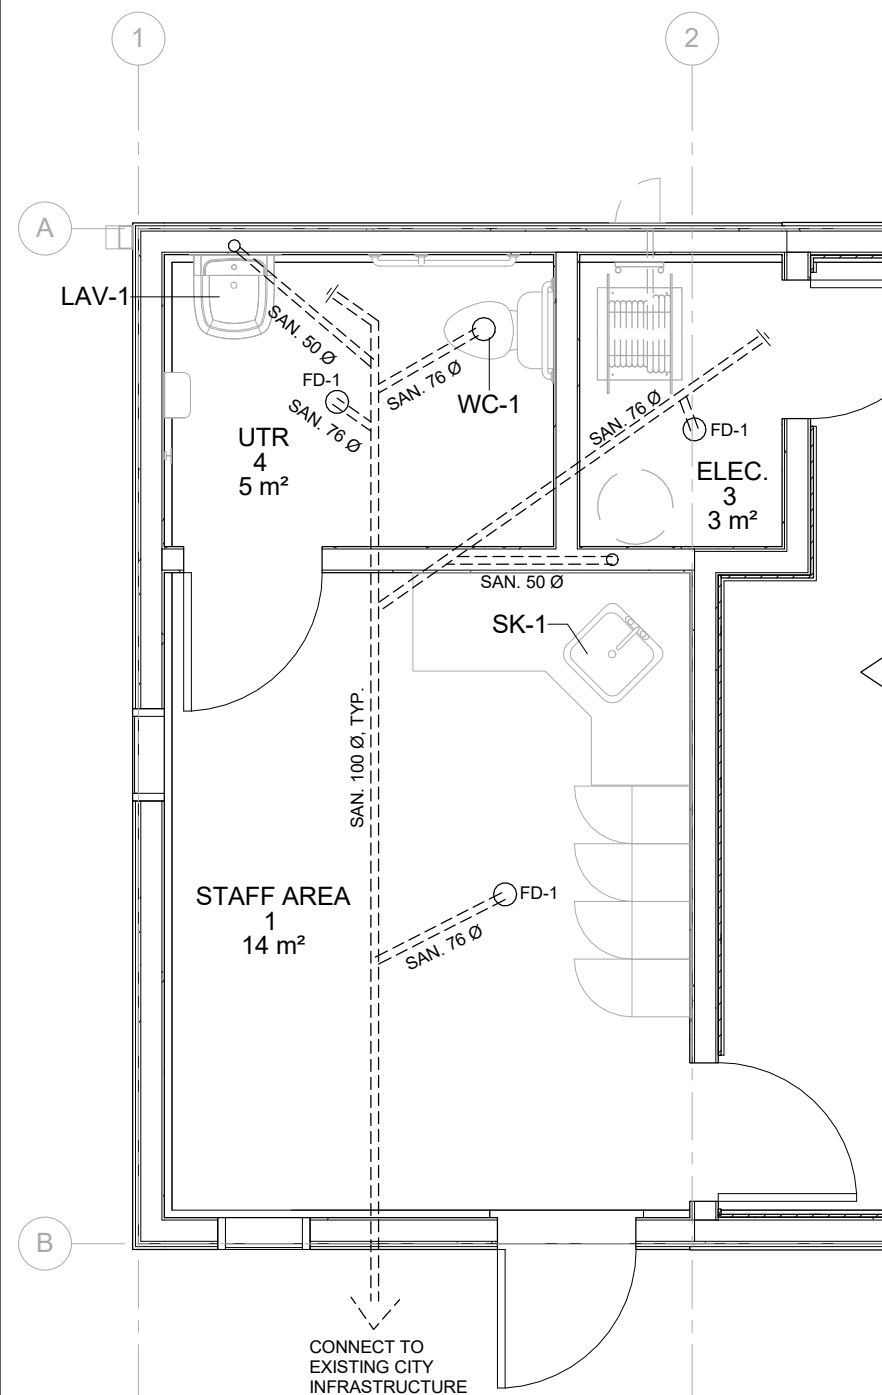 1
2
A
LAV-1
SAN. 50 Ø
FD-1
SAN. 76 Ø
SAN. 76 Ø
WC-1
SAN. 76 Ø
FD-1
UTR
4
5 m²
ELEC.
3
3 m²
SAN. 50 Ø
SK-1
SAN. 100 Ø, TYP.
STAFF AREA
1
14 m²
FD-1
SAN. 76 Ø
B
CONNECT TO
EXISTING CITY
INFRASTRUCTURE